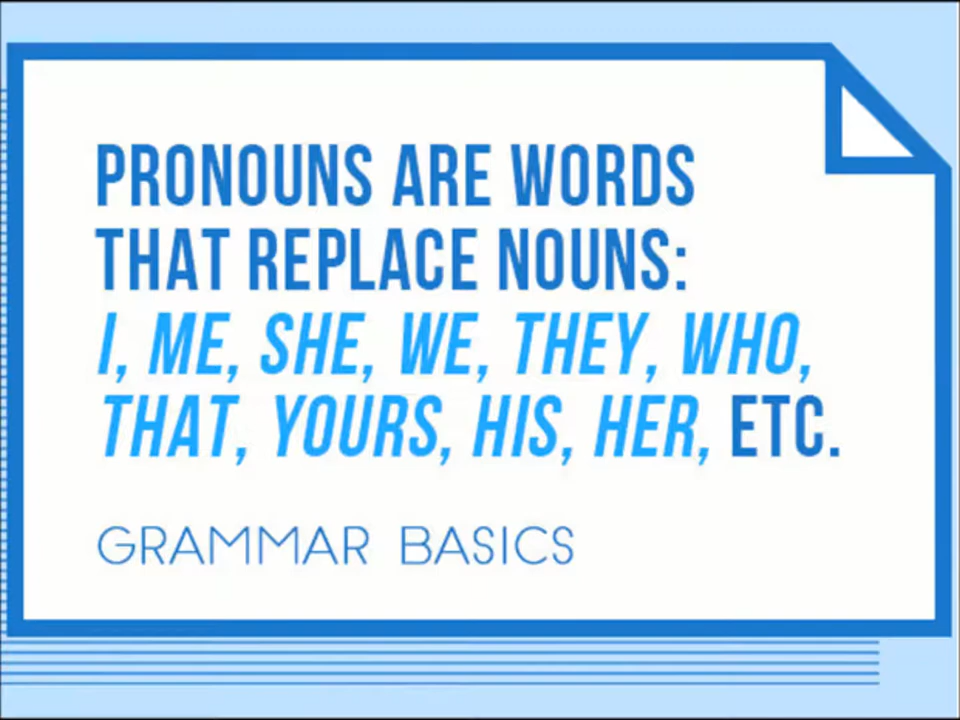 PRONOUNS ARE WORDS
THAT REPLACE NOUNS:
I, ME, SHE, WE, THEY, WHO,
THAT, YOURS, HIS, HER, ETC.
GRAMMAR BASICS